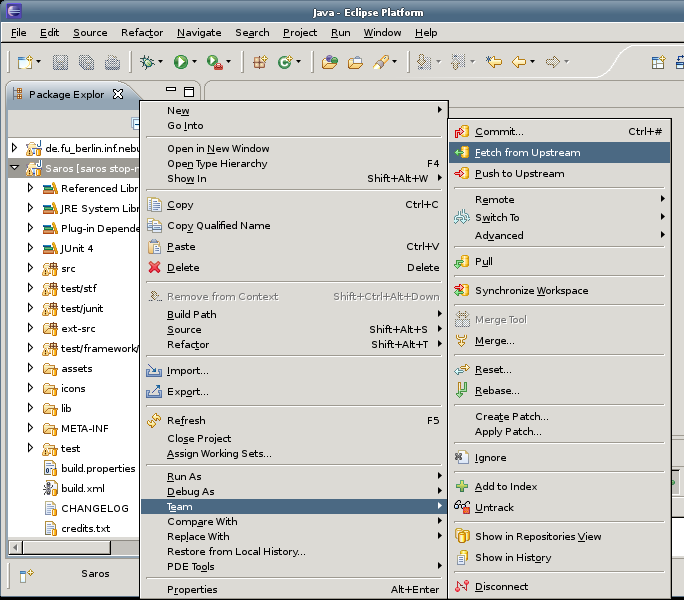 Java - Eclipse Platform
File Edit Source Refactor Navigate Search Project Run Window Help
Package Explor
de.fu_berlin.inf.nebu
Saros [saros stop-r
Referenced Libr
JRE System Libr
Plug-in Depende
JUnit 4
src
test/stf
test/junit
ext-src
test/framework/
assets
icons
lib
META-INF
test
build.properties
build.xml
CHANGELOG
credits.txt
Saros
New
Go Into
Open in New Window
Open Type Hierarchy F4
Show In Shift+Alt+W
Copy Ctrl+C
Copy Qualified Name
Paste Ctrl+V
Delete Delete
Remove from Context Shift+Ctrl+Alt+Down
Build Path
Source Shift+Alt+S
Refactor Shift+Alt+T
Import...
Export...
Refresh F5
Close Project
Assign Working Sets...
Run As
Debug As
Team
Compare With
Replace With
Restore from Local History...
PDE Tools
Properties Alt+Enter
Commit... Ctrl+#
Fetch from Upstream
Push to Upstream
Remote
Switch To
Advanced
Pull
Synchronize Workspace
Merge Tool
Merge...
Reset...
Rebase...
Create Patch...
Apply Patch...
Ignore
Add to Index
Untrack
Show in Repositories View
Show in History
Disconnect